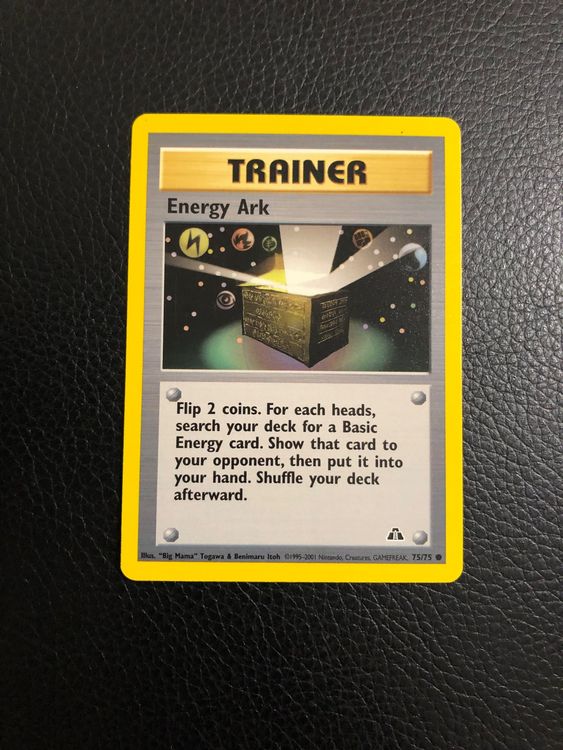 TRAINER
Energy Ark
Flip 2 coins. For each heads,
search your deck for a Basic
Energy card. Show that card to
your opponent, then put it into
your hand. Shuffle your deck
afterward.
Illus. "Big Mama" Togawa & Benimaru Itoh ©1995-2001 Nintendo, Creatures, GAMEFREAK. 75/75